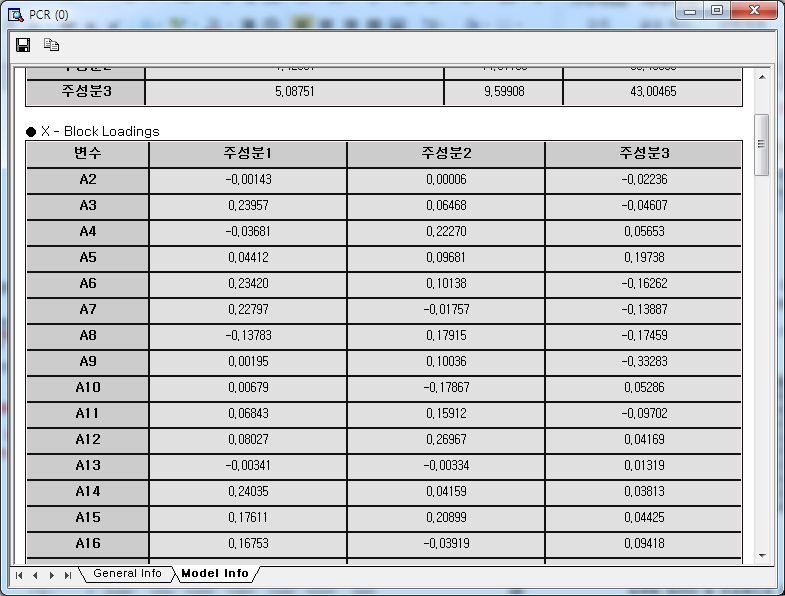 PCR (0)
주성분3 5,08751 9,59908 43,00465
● X - Block Loadings
변수 주성분1 주성분2 주성분3
A2 -0,00143 0,00006 -0,02236
A3 0,23957 0,06468 -0,04607
A4 -0,03681 0,22270 0,05653
A5 0,04412 0,09681 0,19738
A6 0,23420 0,10138 -0,16262
A7 0,22797 -0,01757 -0,13887
A8 -0,13783 0,17915 -0,17459
A9 0,00195 0,10036 -0,33283
A10 0,00679 -0,17867 0,05286
A11 0,06843 0,15912 -0,09702
A12 0,08027 0,26967 0,04169
A13 -0,00341 -0,00334 0,01319
A14 0,24035 0,04159 0,03813
A15 0,17611 0,20899 0,04425
A16 0,16753 -0,03919 0,09418
General Info Model Info